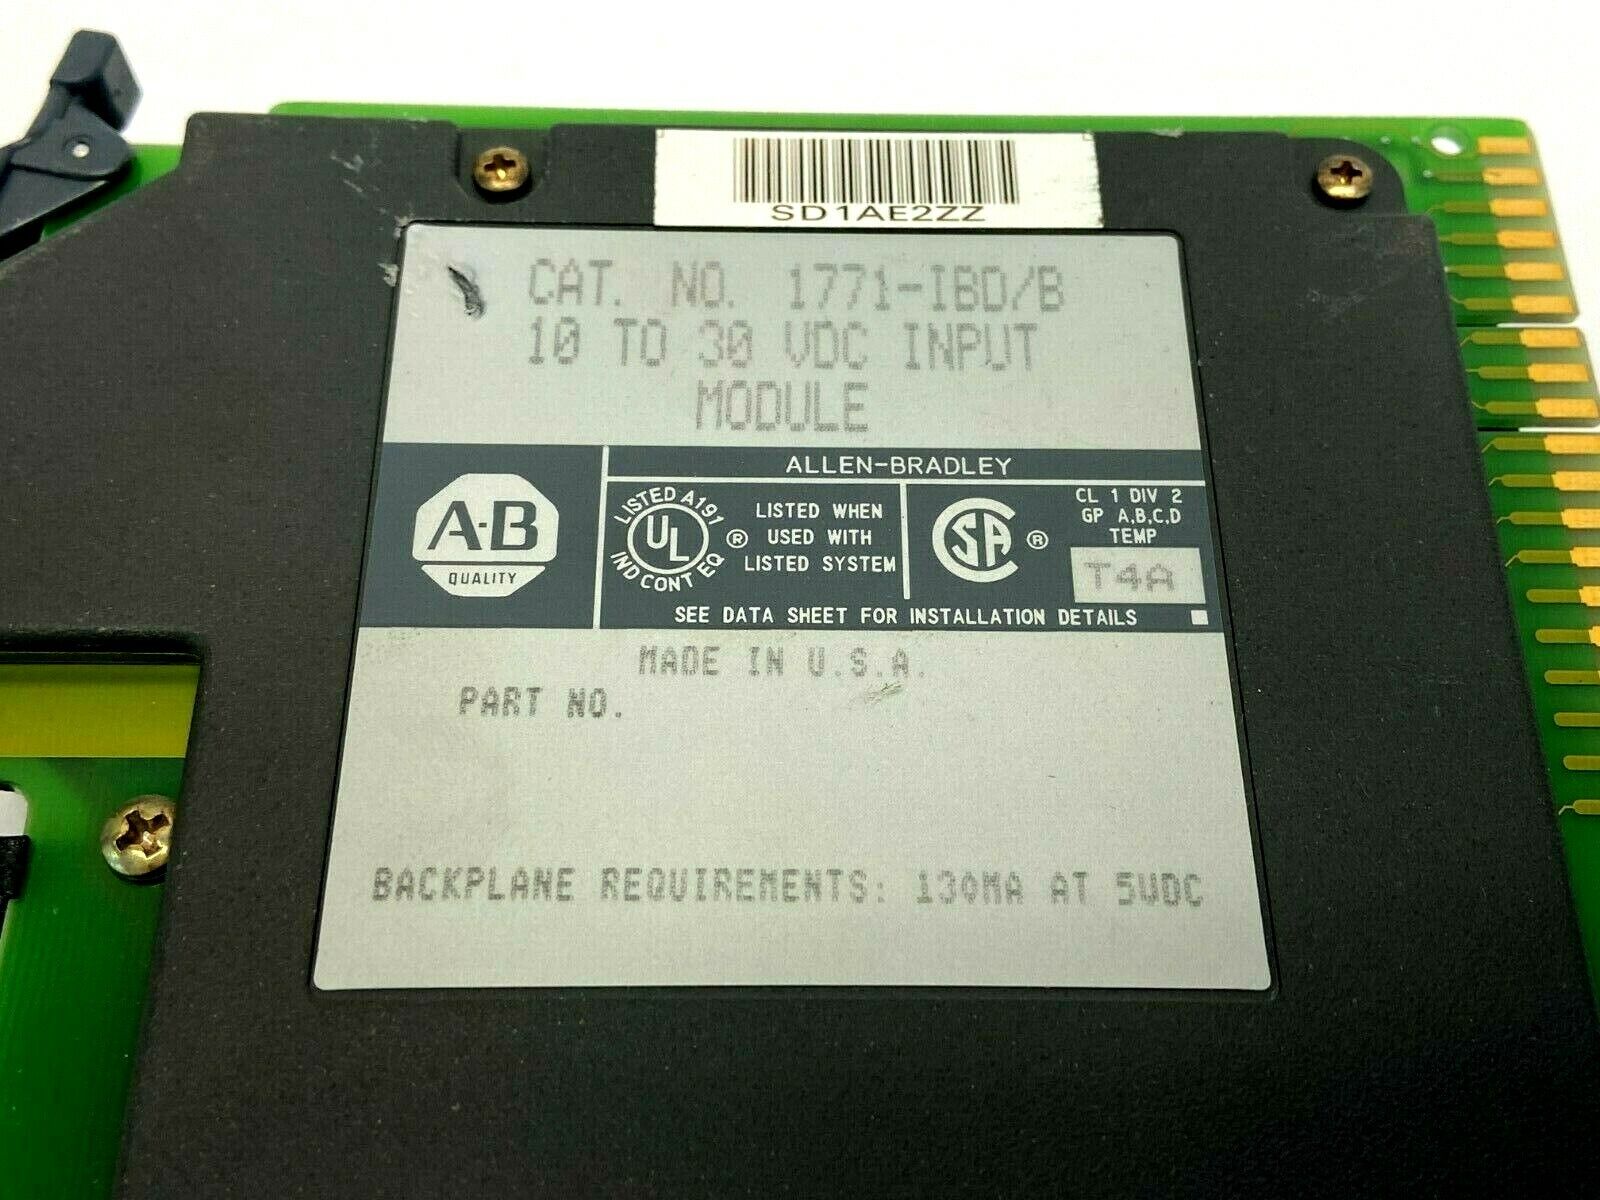 SD1AE2ZZ
CAT. NO. 1771-IBD/B
10 TO 30 VDC INPUT
MODULE
ALLEN-BRADLEY
A-B
QUALITY
LISTED A191
UL
IND CONT EQ
®
LISTED WHEN
USED WITH
LISTED SYSTEM
SA
®
CL 1 DIV 2
GP A,B,C,D
TEMP
T4A
SEE DATA SHEET FOR INSTALLATION DETAILS
MADE IN U.S.A.
PART NO.
BACKPLANE REQUIREMENTS: 130MA AT 5VDC